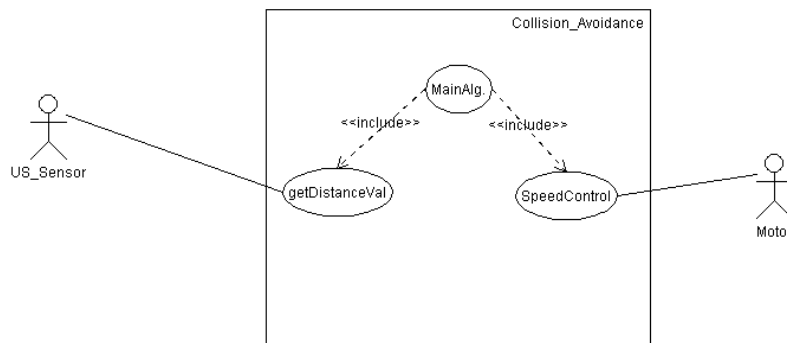 Collision_Avoidance
MainAlg.
<<include>>
<<include>>
US_Sensor
getDistanceVal
SpeedControl
Moto